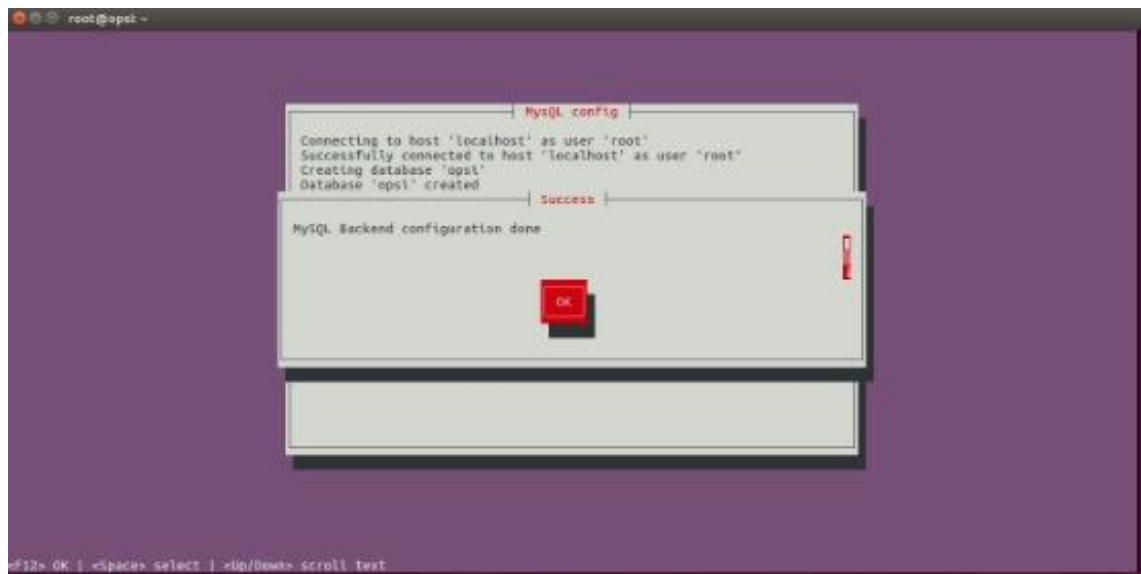 root@opsi: ~
MysQL config
Connecting to host 'localhost' as user 'root'
Successfully connected to host 'localhost' as user 'root'
Creating database 'opsi'
Database 'opsi' created
Success
MySQL Backend configuration done
OK
<F12> OK | <Space> select | <Up/Down> scroll text